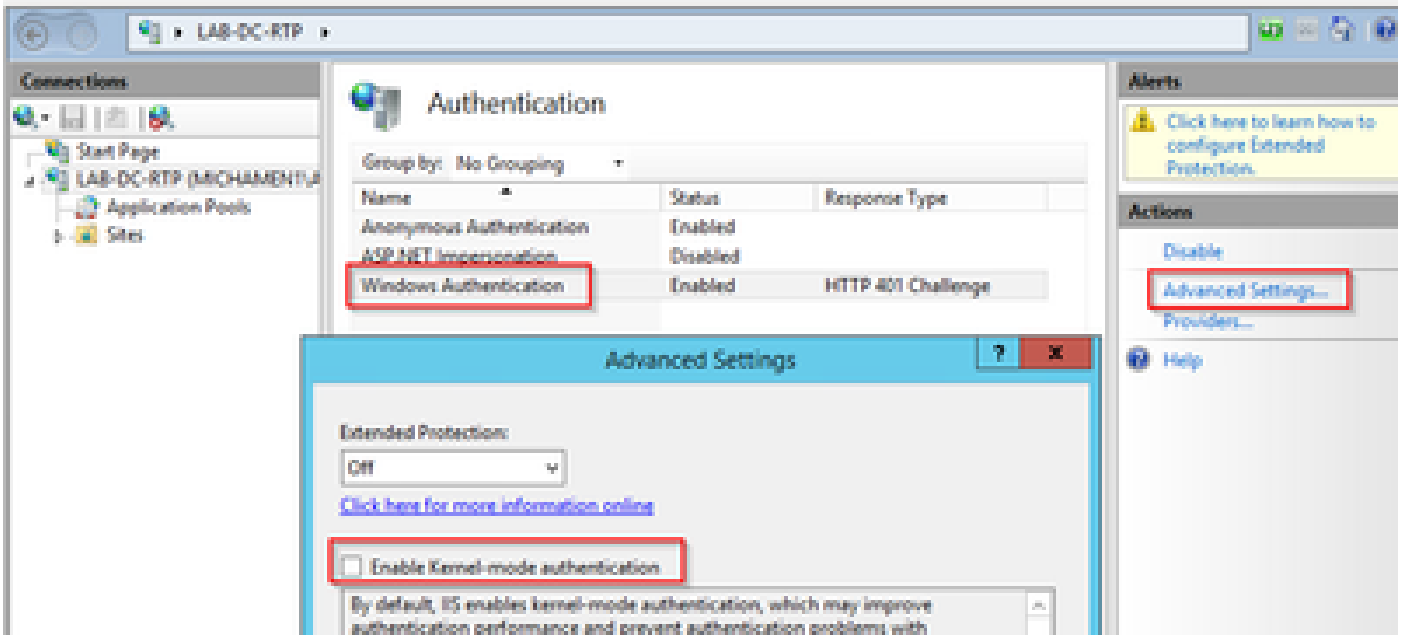 LAB-DC-RTP
Connections
Start Page
LAB-DC-RTP (MICHAMEN1\A
Application Pools
Sites
Authentication
Group by: No Grouping
Name Status Response Type
Anonymous Authentication Enabled
ASP.NET Impersonation Disabled
Windows Authentication Enabled HTTP 401 Challenge
Advanced Settings
? x
Extended Protection:
Off
Click here for more information online
Enable Kernel-mode authentication
By default, IIS enables kernel-mode authentication, which may improve
authentication performance and prevent authentication problems with
Alerts
Click here to learn how to
configure Extended
Protection.
Actions
Disable
Advanced Settings...
Providers...
Help